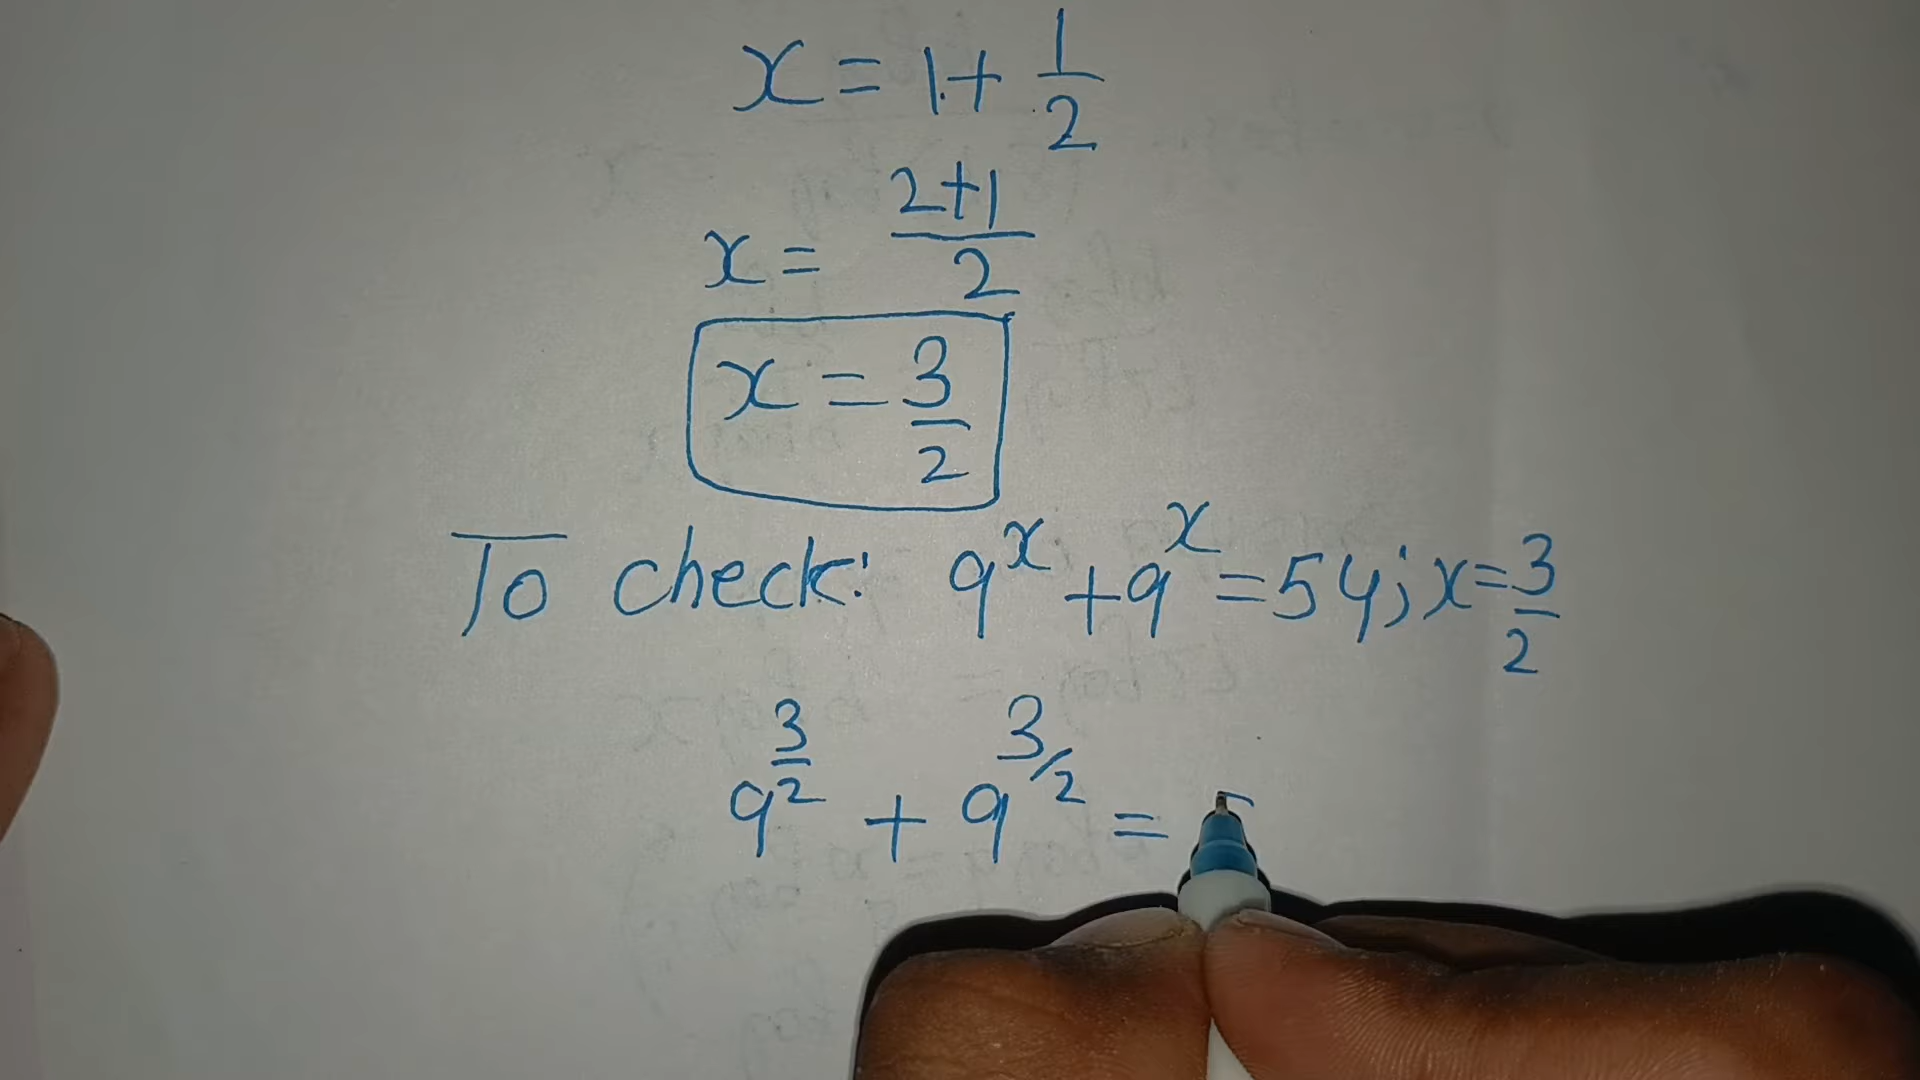 x = 1 + 1/2
x = 2+1/2
x = 3/2
To check: 9^x + 9^x = 54; x = 3/2
9^3/2 + 9^3/2 =